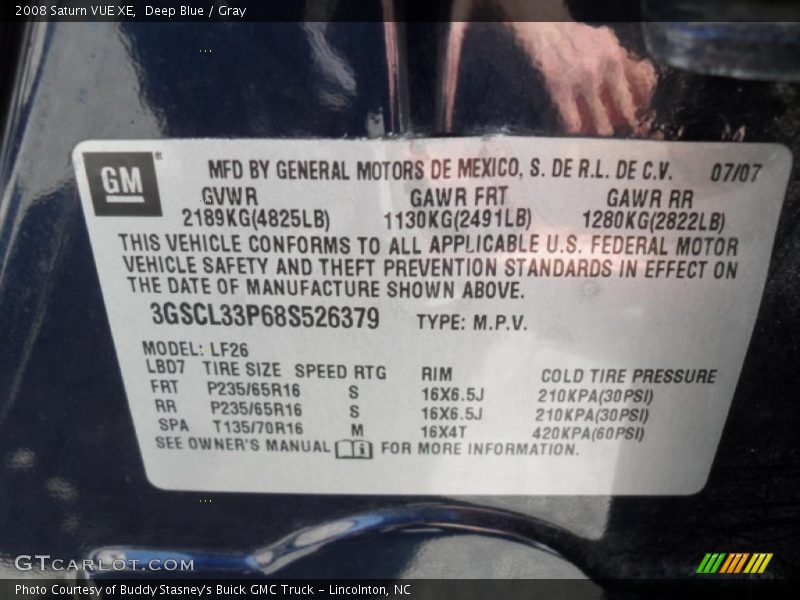 2008 Saturn VUE XE, Deep Blue / Gray
GM® MFD BY GENERAL MOTORS DE MEXICO, S. DE R.L. DE C.V. 07/07
GVWR GAWR FRT GAWR RR
2189KG(4825LB) 1130KG(2491LB) 1280KG(2822LB)
THIS VEHICLE CONFORMS TO ALL APPLICABLE U.S. FEDERAL MOTOR
VEHICLE SAFETY AND THEFT PREVENTION STANDARDS IN EFFECT ON
THE DATE OF MANUFACTURE SHOWN ABOVE.
3GSCL33P68S526379 TYPE: M.P.V.
MODEL: LF26
LBD7 TIRE SIZE SPEED RTG RIM COLD TIRE PRESSURE
FRT P235/65R16 S 16X6.5J 210KPA(30PSI)
RR P235/65R16 S 16X6.5J 210KPA(30PSI)
SPA T135/70R16 M 16X4T 420KPA(60PSI)
SEE OWNER'S MANUAL FOR MORE INFORMATION.
GTCARLOT.COM
Photo Courtesy of Buddy Stasney's Buick GMC Truck - Lincolnton, NC